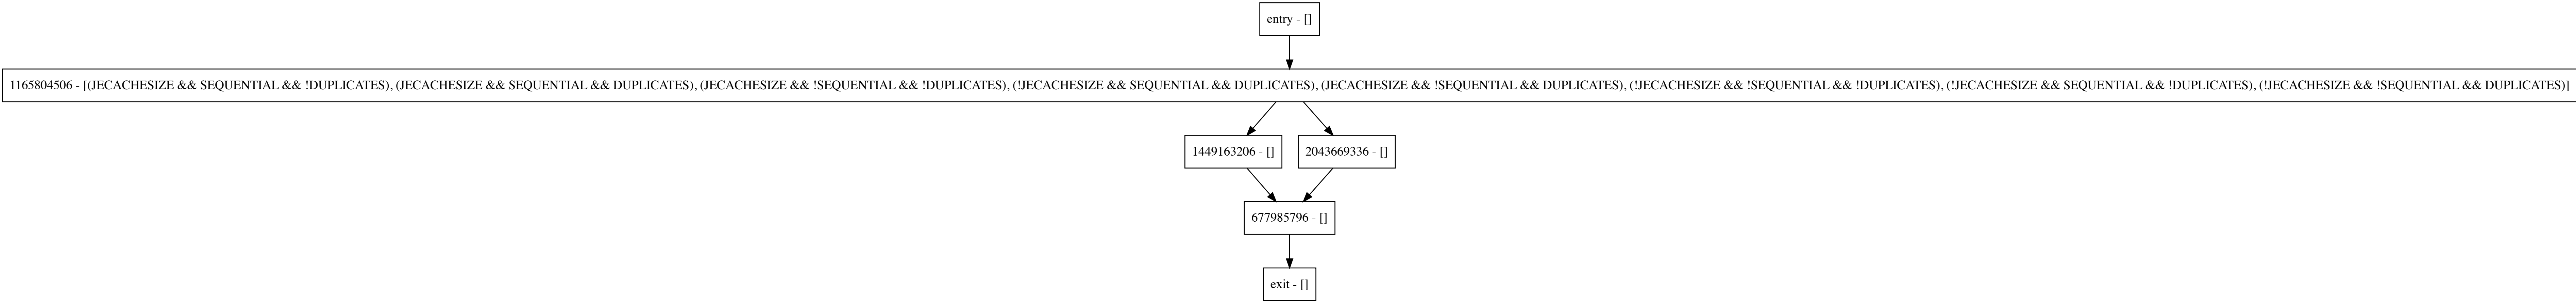 entry - []
1165804506 - [(JECACHESIZE && SEQUENTIAL && !DUPLICATES), (JECACHESIZE && SEQUENTIAL && DUPLICATES), (JECACHESIZE && !SEQUENTIAL && !DUPLICATES), (!JECACHESIZE && SEQUENTIAL && DUPLICATES), (JECACHESIZE && !SEQUENTIAL && DUPLICATES), (!JECACHESIZE && !SEQUENTIAL && !DUPLICATES), (!JECACHESIZE && SEQUENTIAL && !DUPLICATES), (!JECACHESIZE && !SEQUENTIAL && DUPLICATES)]
1449163206 - []
2043669336 - []
677985796 - []
exit - []